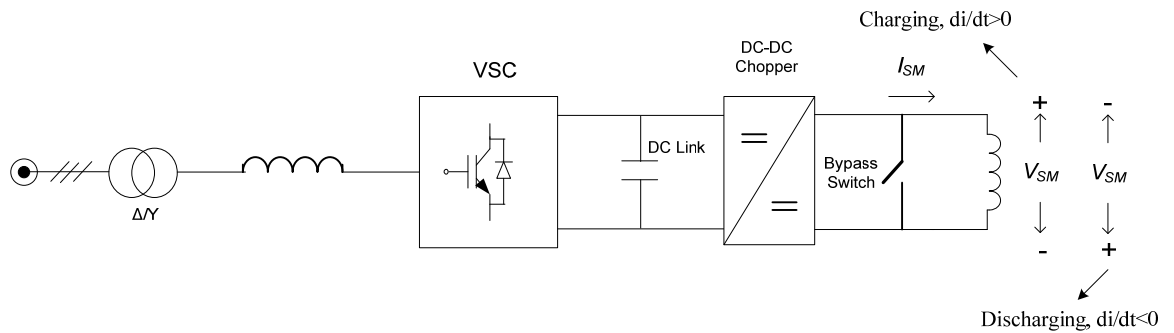 Charging, di/dt>0
DC-DC
Chopper
VSC
I_SM
+ -
DC Link
Bypass
Switch
V_SM V_SM
Δ/Y
- +
Discharging, di/dt<0